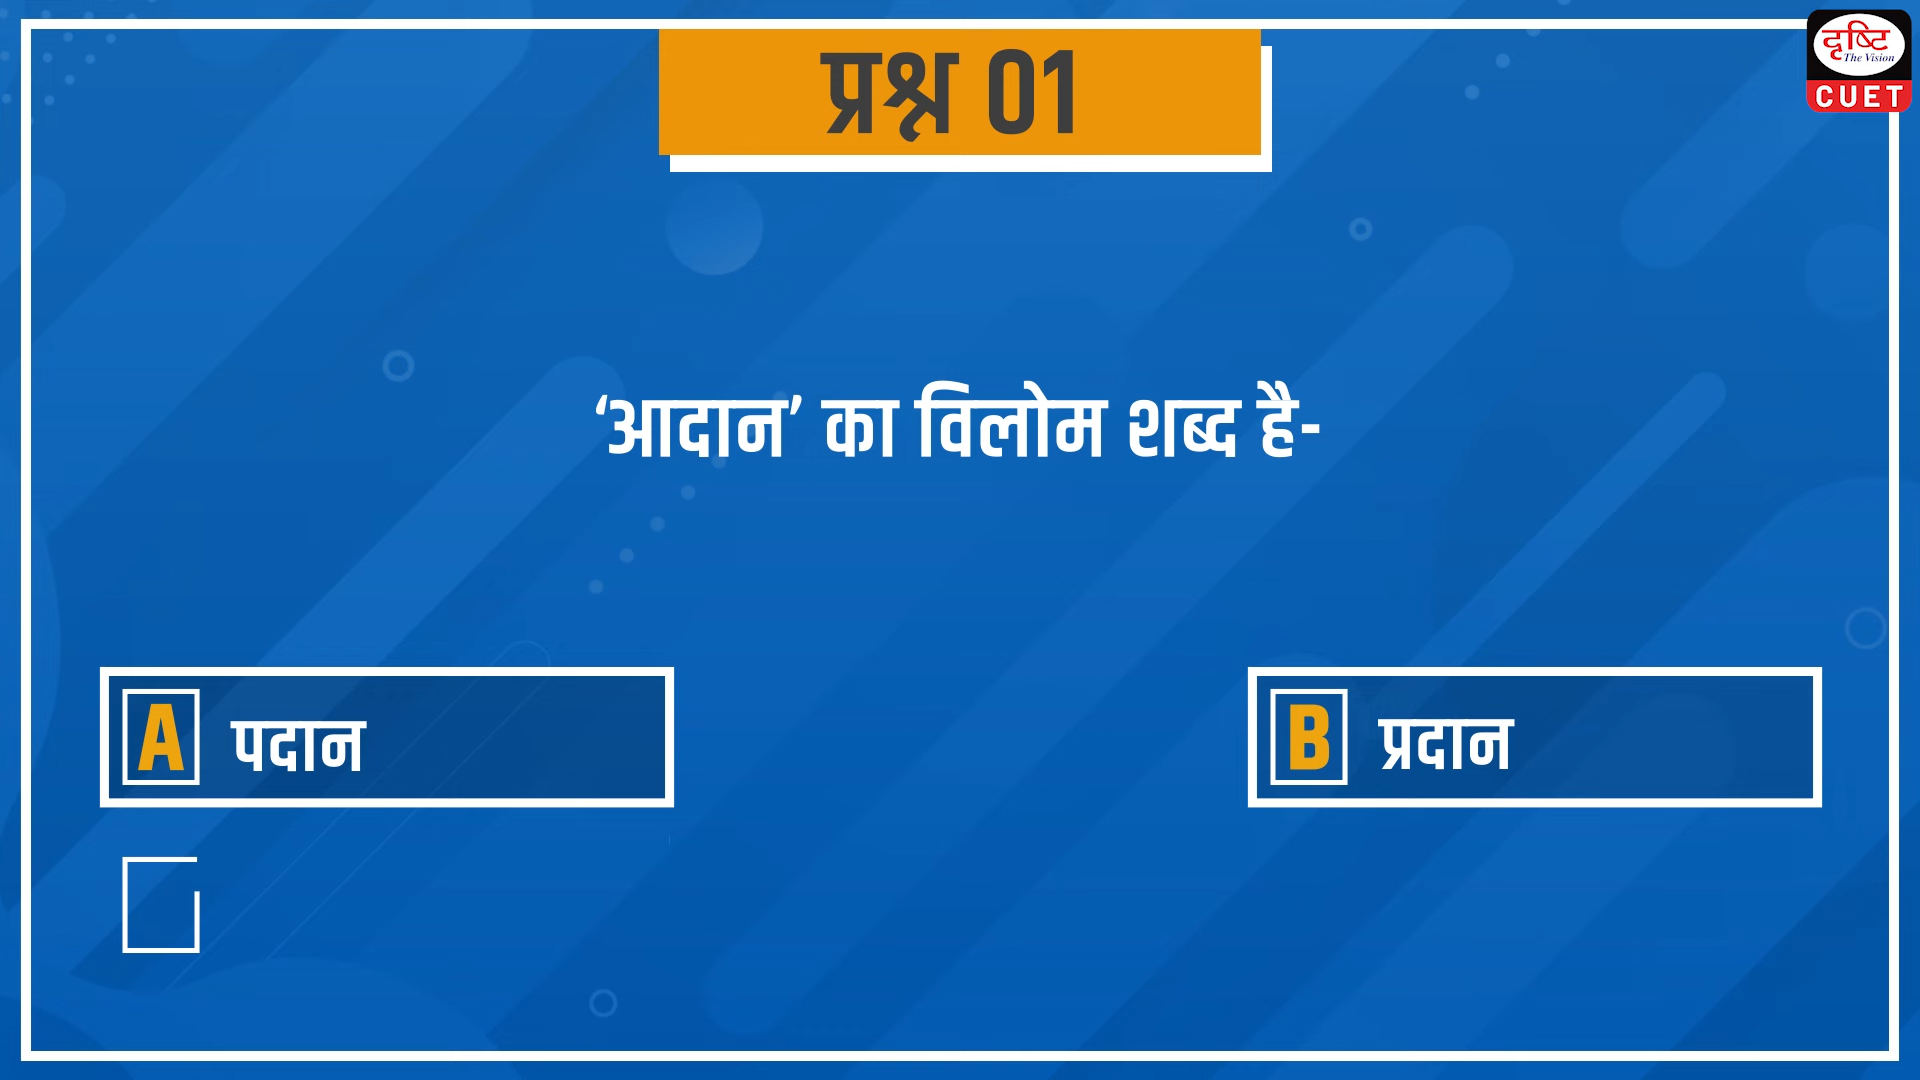 प्रश्न 01
दृष्टि
The Vision
CUET
‘आदान’ का विलोम शब्द है-
A पदान
B प्रदान